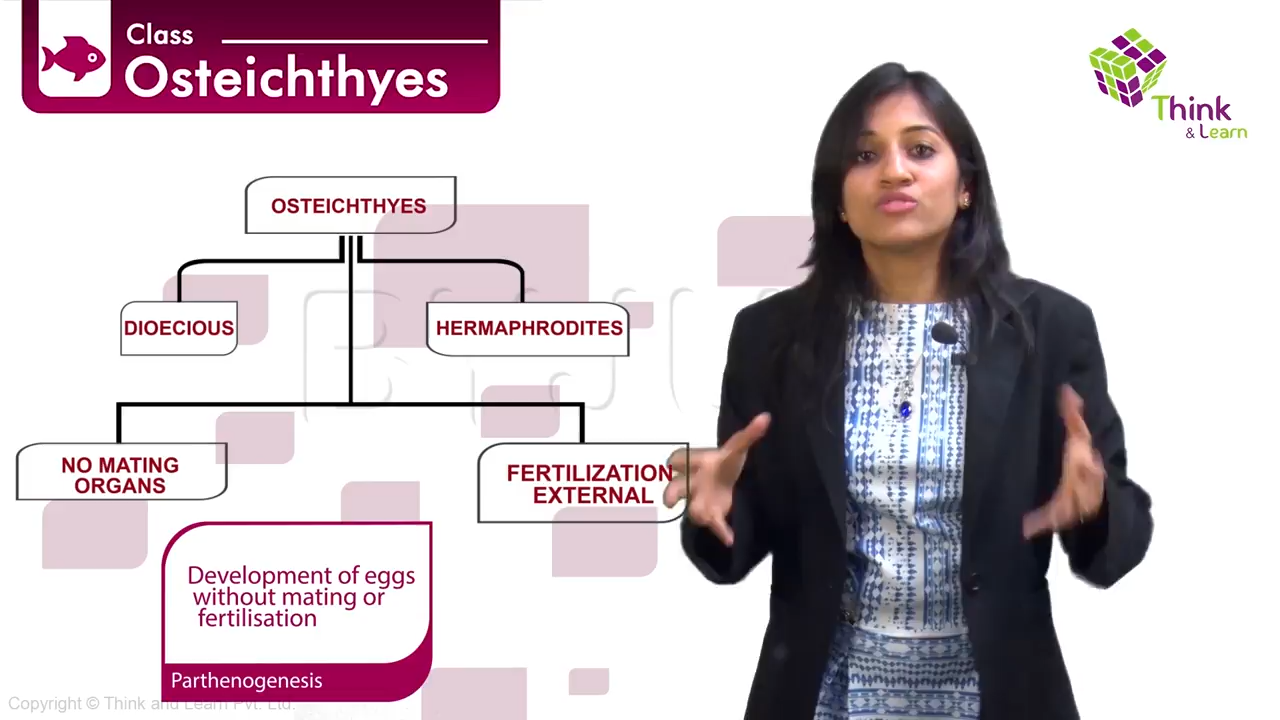 Class
Osteichthyes
Think
& Learn
OSTEICHTHYES
DIOECIOUS
HERMAPHRODITES
BYJU
NO MATING
ORGANS
FERTILIZATION
EXTERNAL
Development of eggs
without mating or
fertilisation
Parthenogenesis
Copyright © Think and Learn Pvt. Ltd.